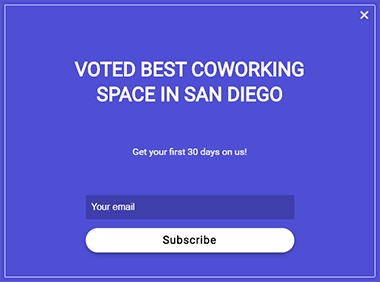 VOTED BEST COWORKING
SPACE IN SAN DIEGO
Get your first 30 days on us!
Your email
Subscribe